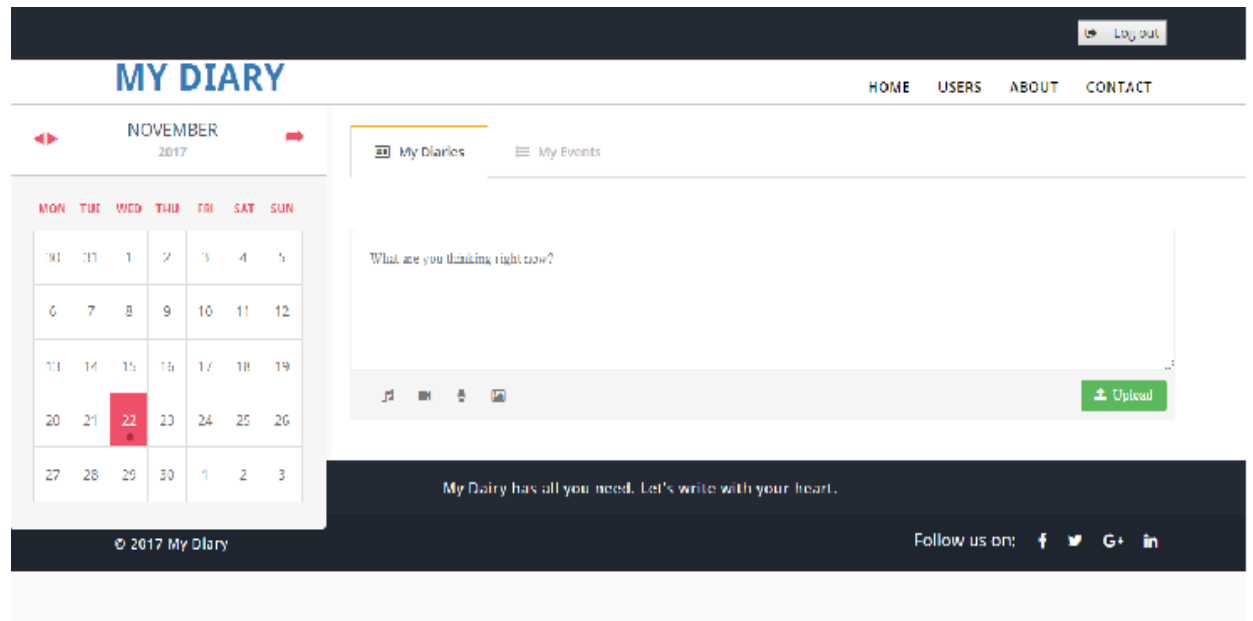 Log out
MY DIARY
HOME USERS ABOUT CONTACT
NOVEMBER
2017
My Diaries My Events
MON TUE WED THU FRI SAT SUN
30 31 1 2 3 4 5
What are you thinking right now?
6 7 8 9 10 11 12
13 14 15 16 17 18 19
Upload
20 21 22 23 24 25 26
27 28 29 30 1 2 3
My Dairy has all you need. Let's write with your heart.
© 2017 My Diary
Follow us on: f G+ in